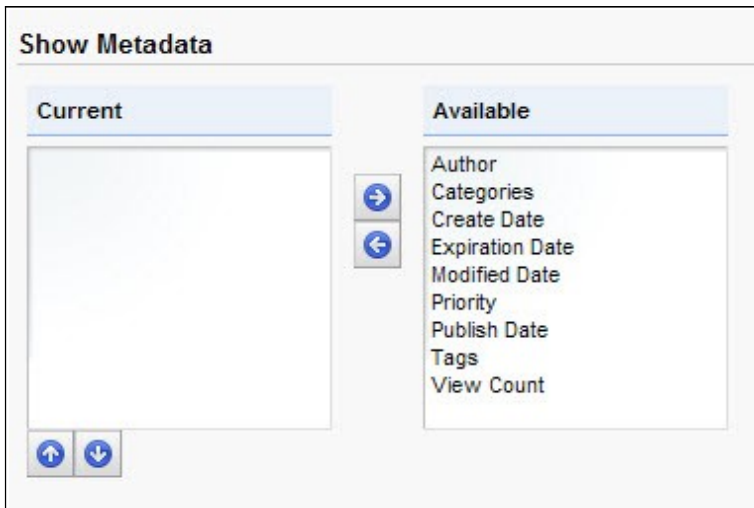 Show Metadata
Current
Available
Author
Categories
Create Date
Expiration Date
Modified Date
Priority
Publish Date
Tags
View Count